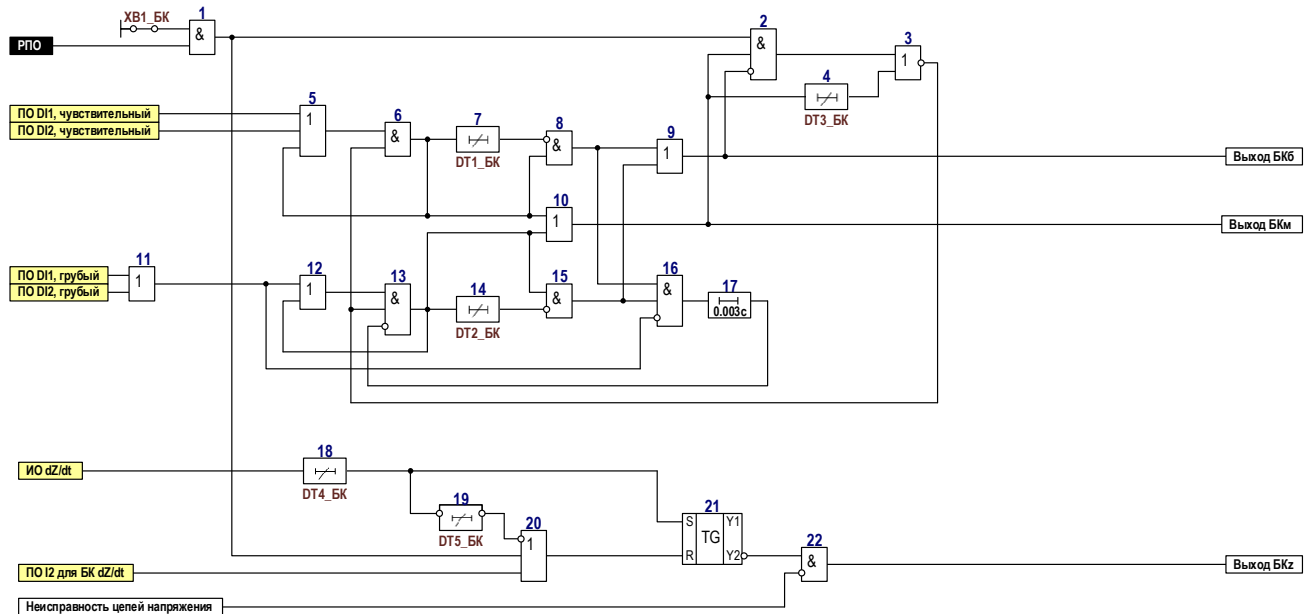 XB1_БК
1
&
РПО
2
&
3
1
4
DT3_БК
ПО DI1, чувствительный
ПО DI2, чувствительный
5
1
6
&
7
DT1_БК
8
&
9
1
Выход БКб
10
1
Выход БКм
ПО DI1, грубый
ПО DI2, грубый
11
1
12
1
13
&
14
DT2_БК
15
&
16
&
17
0.003с
ИО dZ/dt
18
DT4_БК
19
DT5_БК
20
1
21
S
R
TG
Y1
Y2
22
&
Выход БКz
ПО I2 для БК dZ/dt
Неисправность цепей напряжения